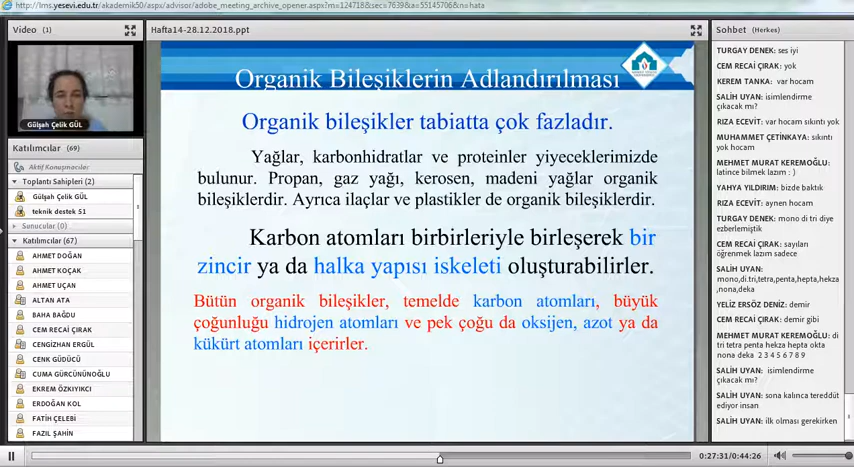 http://lms.yesevi.edu.tr/akademik50/aspx/advisor/adobe_meeting_archive_opener.aspx?m=124718&sec=7639&aa=55145706&n=hata
Video (1)
Gülşah Çelik GÜL
Katılımcılar (69)
Aktif Konuşmacılar
Toplantı Sahipleri (2)
Gülşah Çelik GÜL
teknik destek 51
Sunucular (0)
Katılımcılar (67)
AHMET DOĞAN
AHMET KOÇAK
AHMET UÇAN
ALTAN ATA
BAHA BAĞDU
CEM RECAİ ÇIRAK
CENGİZHAN ERGÜL
CENK GÜDÜCÜ
CUMA GÜRCÜNÜNOĞLU
EKREM ÖZKIYIKCI
ERDOĞAN KOL
FATİH ÇELEBİ
FAZIL ŞAHİN
Hafta14-28.12.2018.ppt
Organik Bileşiklerin Adlandırılması
Organik bileşikler tabiatta çok fazladır.
Yağlar, karbonhidratlar ve proteinler yiyeceklerimizde
bulunur. Propan, gaz yağı, kerosen, madeni yağlar organik
bileşiklerdir. Ayrıca ilaçlar ve plastikler de organik bileşiklerdir.
Karbon atomları birbirleriyle birleşerek bir
zincir ya da halka yapısı iskeleti oluşturabilirler.
Bütün organik bileşikler, temelde karbon atomları, büyük
çoğunluğu hidrojen atomları ve pek çoğu da oksijen, azot ya da
kükürt atomları içerirler.
Sohbet (Herkes)
TURGAY DENEK: ses iyi
CEM RECAİ ÇIRAK: yok
KEREM TANKA: var hocam
SALİH UYAN: isimlendirme
çıkacak mı?
RIZA ECEVİT: var hocam sıkıntı yok
MUHAMMET ÇETİNKAYA: sıkıntı
yok hocam
MEHMET MURAT KEREMOĞLU:
latince bilmek lazım : )
YAHYA YILDIRIM: bizde baktık
RIZA ECEVİT: aynen hocam
TURGAY DENEK: mono di tri diye
ezberlemiştik
CEM RECAİ ÇIRAK: sayıları
öğrenmek lazım sadece
SALİH UYAN:
mono,di.tri,tetra,penta,hepta,hekza
,nona,deka
YELİZ ERSÖZ DENİZ: demir
CEM RECAİ ÇIRAK: demir gibi
MEHMET MURAT KEREMOĞLU: di
tri tetra penta hekza hepta okta
nona deka 2 3 4 5 6 7 8 9
SALİH UYAN: isimlendirme
çıkacak mı?
SALİH UYAN: sona kalınca tereddüt
ediyor insan
SALİH UYAN: ilk olması gerekirken
0:27:31/0:44:26